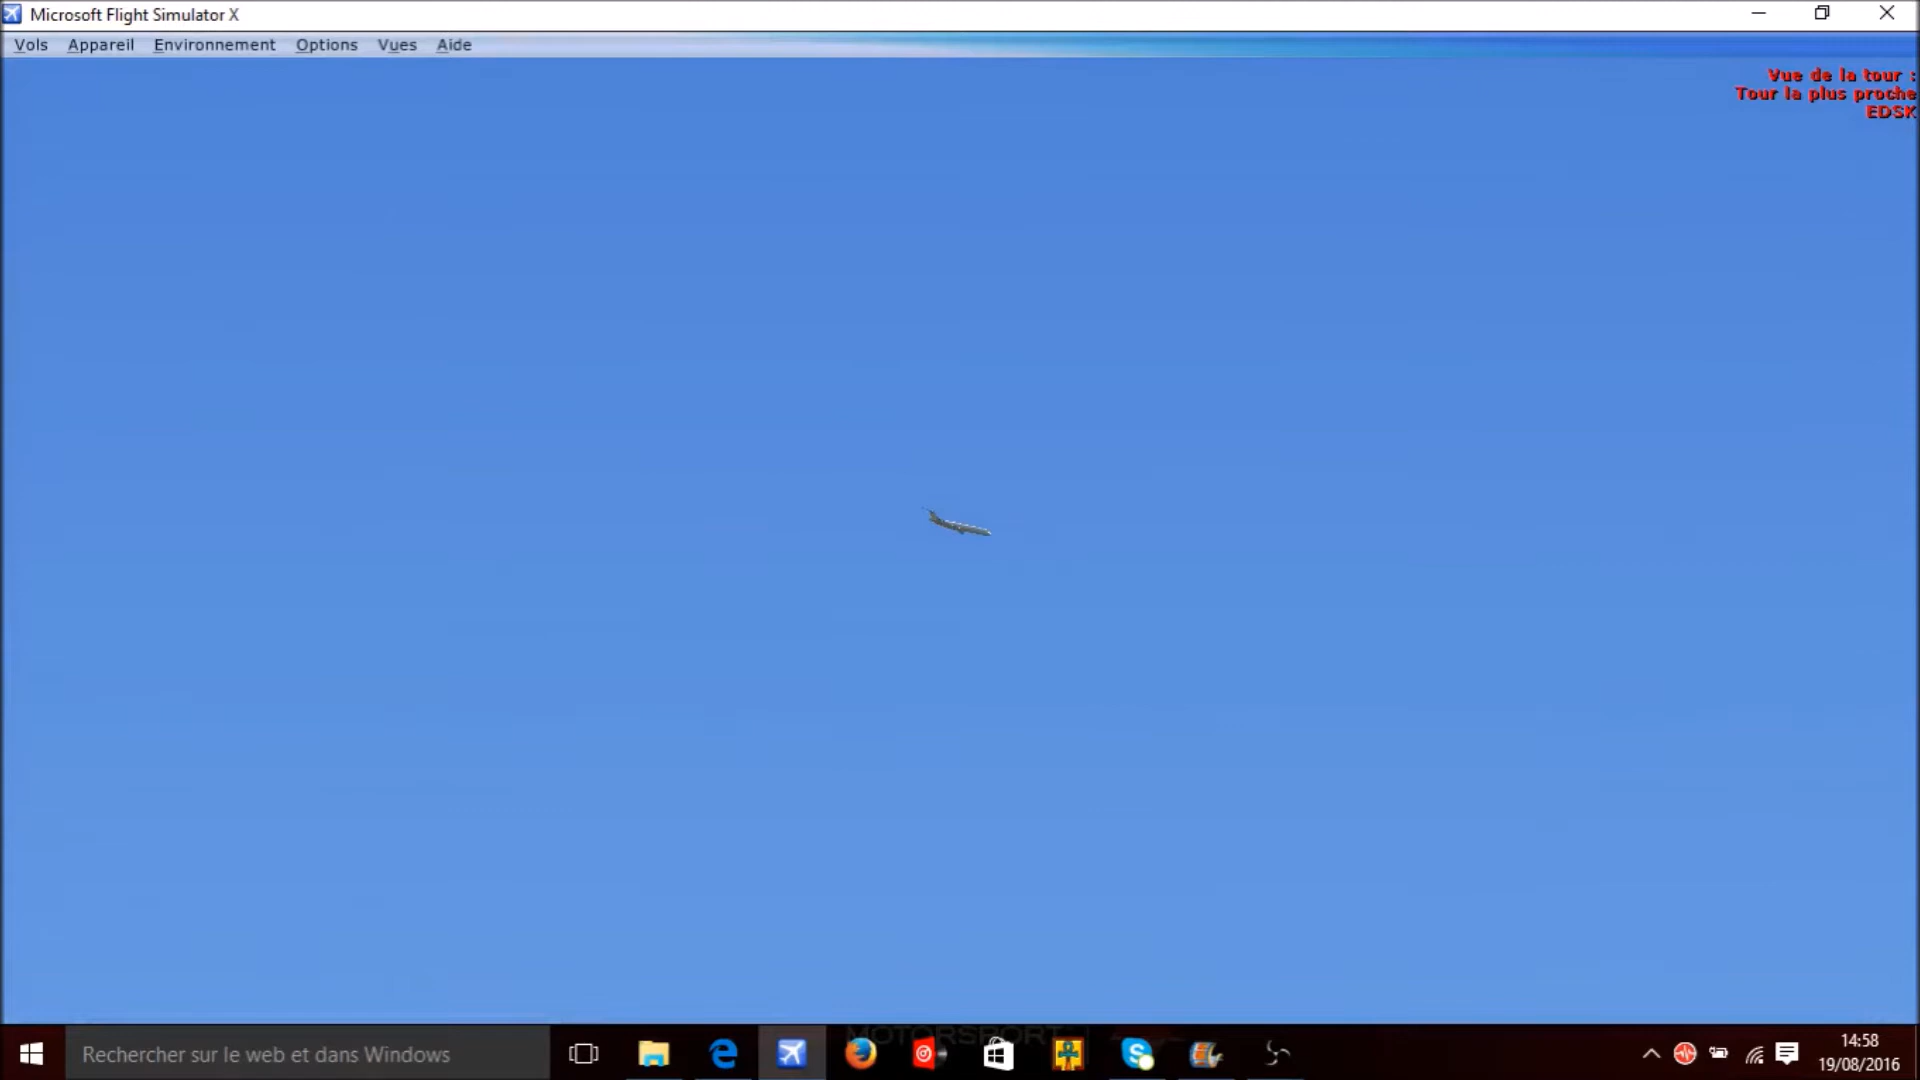 Microsoft Flight Simulator X
Vols Appareil Environnement Options Vues Aide
Vue de la tour :
Tour la plus proche
EDSK
MOTORSPORT
Rechercher sur le web et dans Windows
14:58
19/08/2016